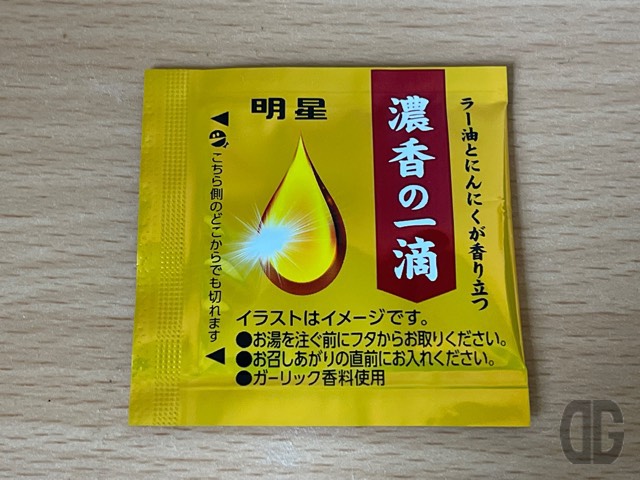 明星
濃香の一滴
ラー油とにんにくが香り立つ
こちら側のどこからでも切れます
イラストはイメージです。
●お湯を注ぐ前にフタからお取りください。
●お召しあがりの直前にお入れください。
●ガーリック香料使用
DG